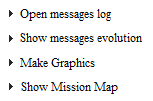 Open messages log
Show messages evolution
Make Graphics
Show Mission Map